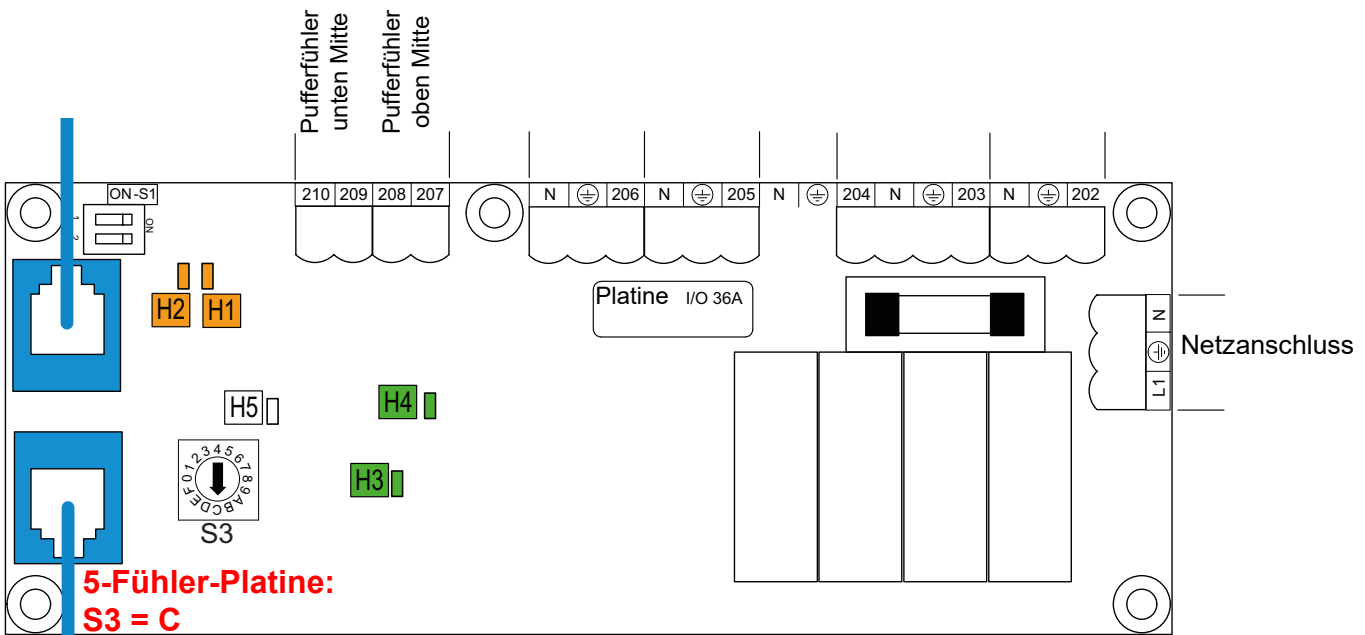 Pufferfühler
unten Mitte
Pufferfühler
oben Mitte
ON-S1
1
2
ON
210 209 208 207
N 206 N 205 N 204 N 203 N 202
H2 H1
Platine I/O 36A
N
L1
Netzanschluss
H5
H4
H3
0123456789ABCDEF
S3
5-Fühler-Platine:
S3 = C